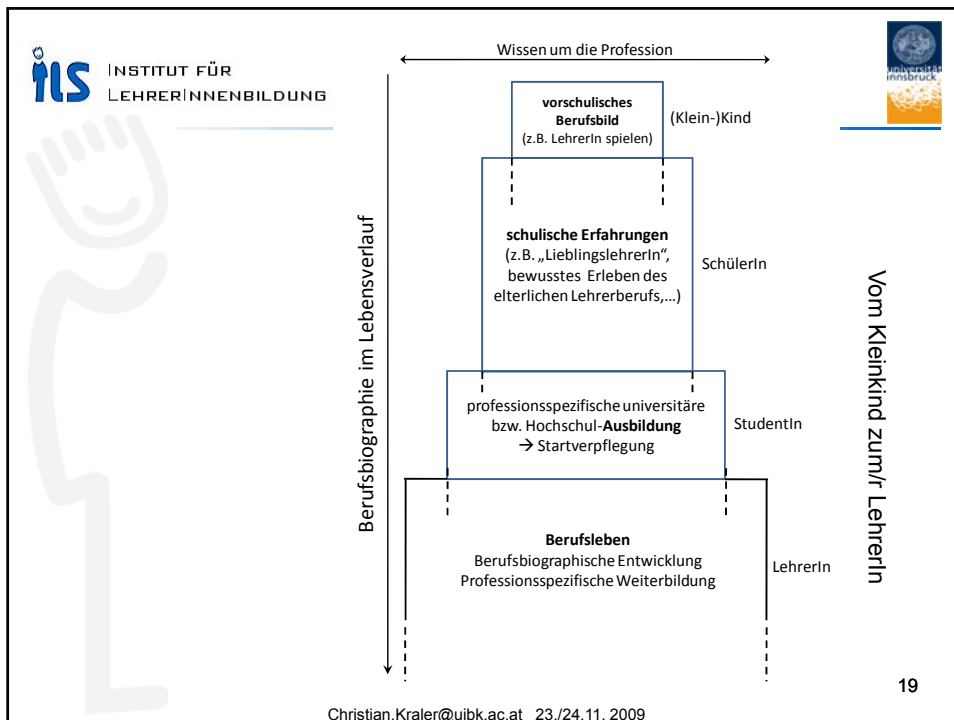 ILS
INSTITUT FÜR
LEHRERINNENBILDUNG
universität
innsbruck
Wissen um die Profession
Berufsbiographie im Lebensverlauf
vorschulisches
Berufsbild
(z.B. LehrerIn spielen)
(Klein-)Kind
schulische Erfahrungen
(z.B. „LieblingslehrerIn“,
bewusstes Erleben des
elterlichen Lehrerberufs,...)
SchülerIn
professionsspezifische universitäre
bzw. Hochschul-Ausbildung
→ Startverpflegung
StudentIn
Berufsleben
Berufsbiographische Entwicklung
Professionsspezifische Weiterbildung
LehrerIn
Vom Kleinkind zum/r LehrerIn
19
Christian.Kraler@uibk.ac.at 23./24.11. 2009